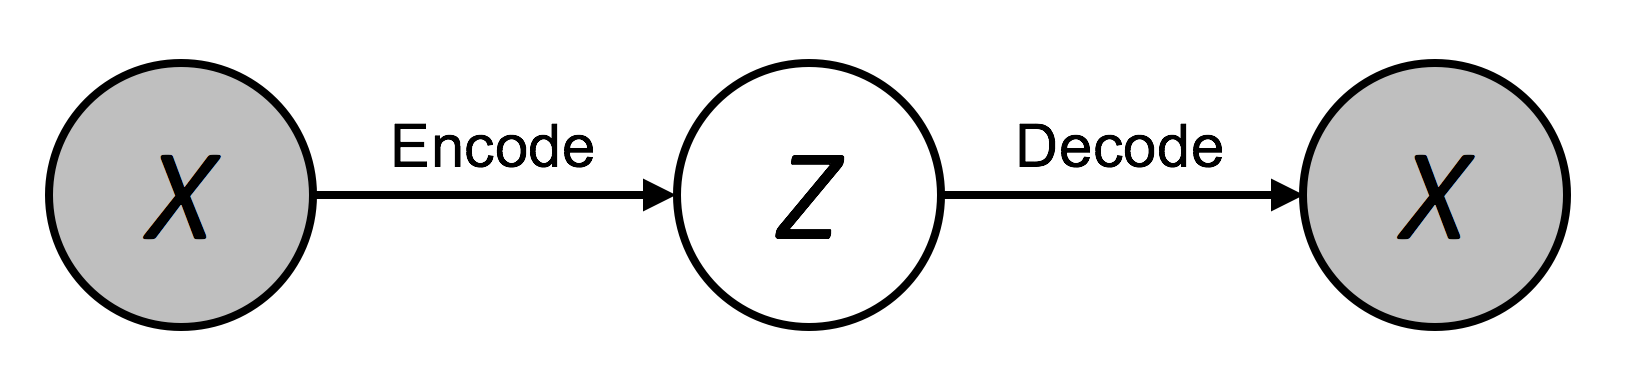 X Encode Z Decode X